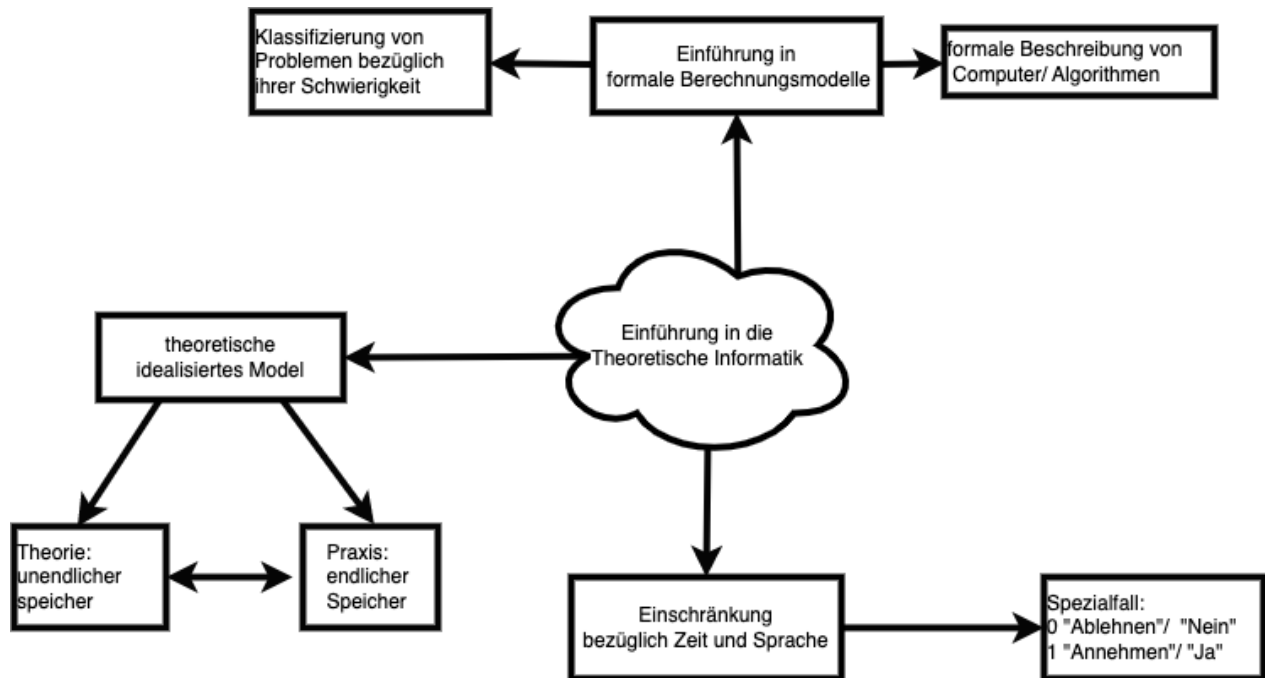 Klassifizierung von
Problemen bezüglich
ihrer Schwierigkeit
Einführung in
formale Berechnungsmodelle
formale Beschreibung von
Computer/ Algorithmen
Einführung in die
Theoretische Informatik
theoretische
idealisiertes Model
Theorie:
unendlicher
speicher
Praxis:
endlicher
Speicher
Einschränkung
bezüglich Zeit und Sprache
Spezialfall:
0 "Ablehnen"/ "Nein"
1 "Annehmen"/ "Ja"